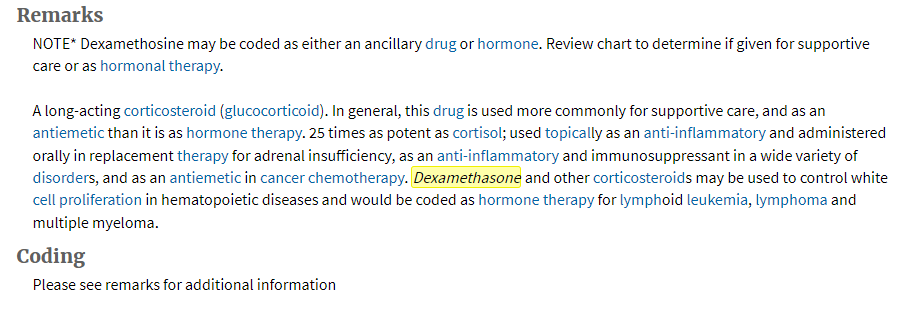 Remarks
NOTE* Dexamethosine may be coded as either an ancillary drug or hormone. Review chart to determine if given for supportive
care or as hormonal therapy.
A long-acting corticosteroid (glucocorticoid). In general, this drug is used more commonly for supportive care, and as an
antiemetic than it is as hormone therapy. 25 times as potent as cortisol; used topically as an anti-inflammatory and administered
orally in replacement therapy for adrenal insufficiency, as an anti-inflammatory and immunosuppressant in a wide variety of
disorders, and as an antiemetic in cancer chemotherapy. Dexamethasone and other corticosteroids may be used to control white
cell proliferation in hematopoietic diseases and would be coded as hormone therapy for lymphoid leukemia, lymphoma and
multiple myeloma.
Coding
Please see remarks for additional information